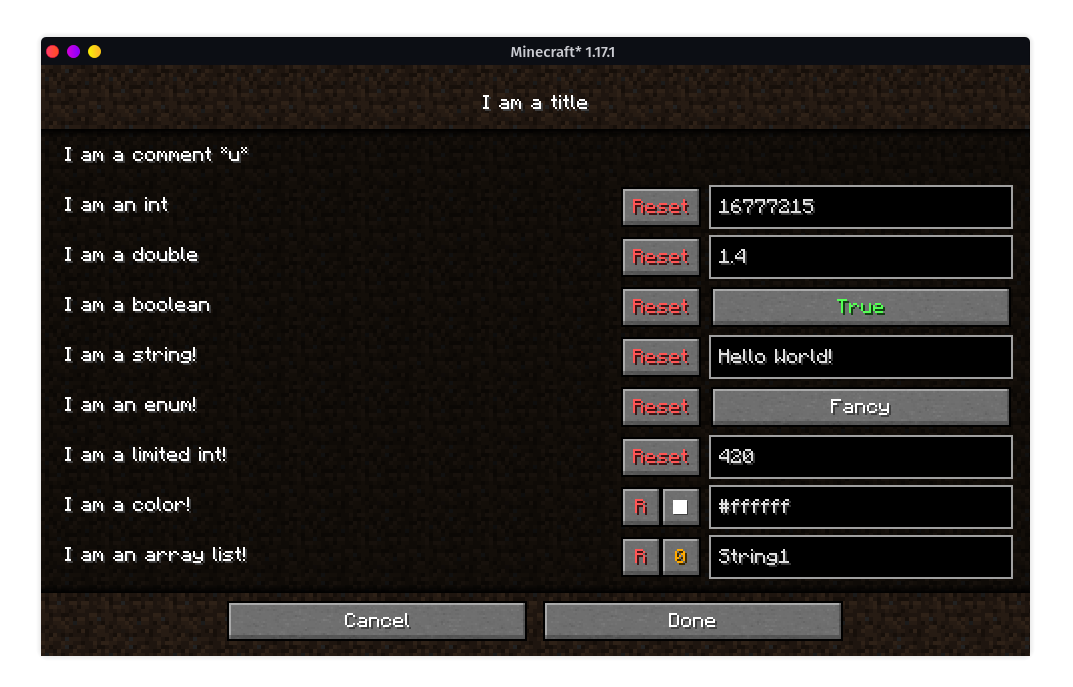 Minecraft* 1.17.1
I am a title
I am a comment *u*
I am an int Reset 16777215
I am a double Reset 1.4
I am a boolean Reset True
I am a string! Reset Hello World!
I am an enum! Reset Fancy
I am a limited int! Reset 420
I am a color! R #ffffff
I am an array list! R 0 String1
Cancel Done